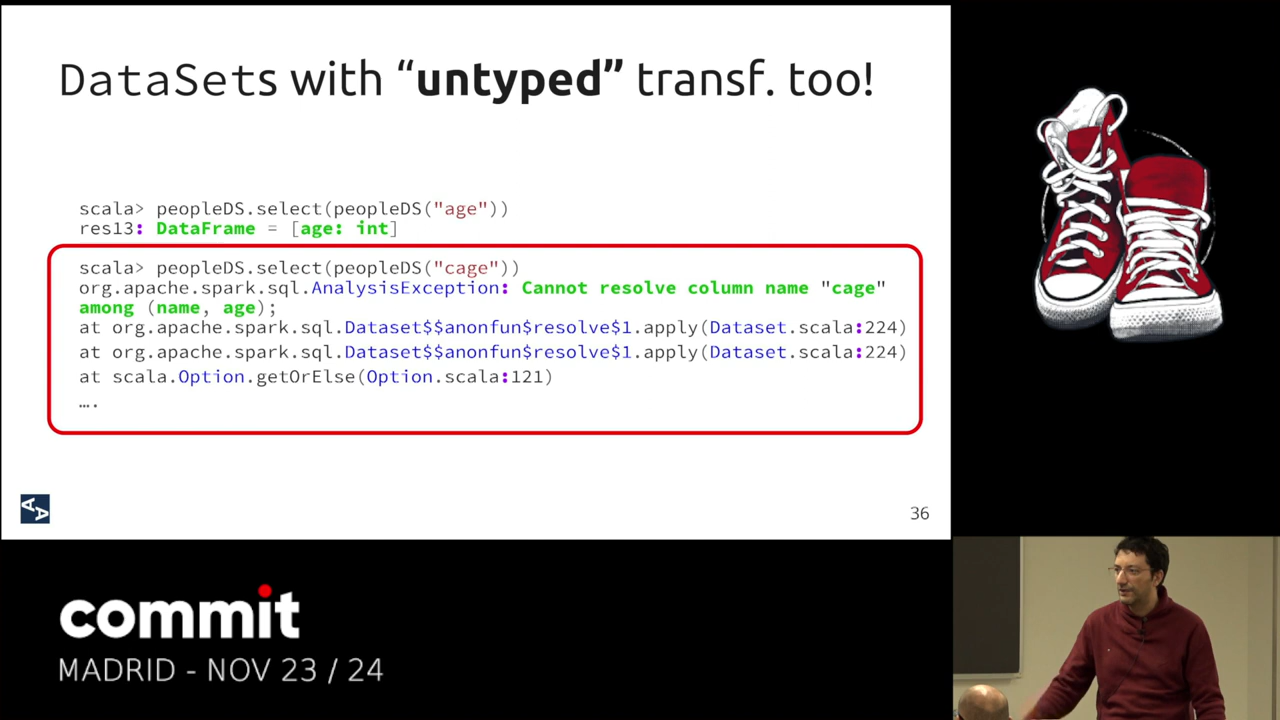 DataSets with “untyped” transf. too!
scala> peopleDS.select(peopleDS("age"))
res13: DataFrame = [age: int]
scala> peopleDS.select(peopleDS("cage"))
org.apache.spark.sql.AnalysisException: Cannot resolve column name "cage"
among (name, age);
at org.apache.spark.sql.Dataset$$anonfun$resolve$1.apply(Dataset.scala:224)
at org.apache.spark.sql.Dataset$$anonfun$resolve$1.apply(Dataset.scala:224)
at scala.Option.getOrElse(Option.scala:121)
….
AA
36
commit
MADRID - NOV 23 / 24